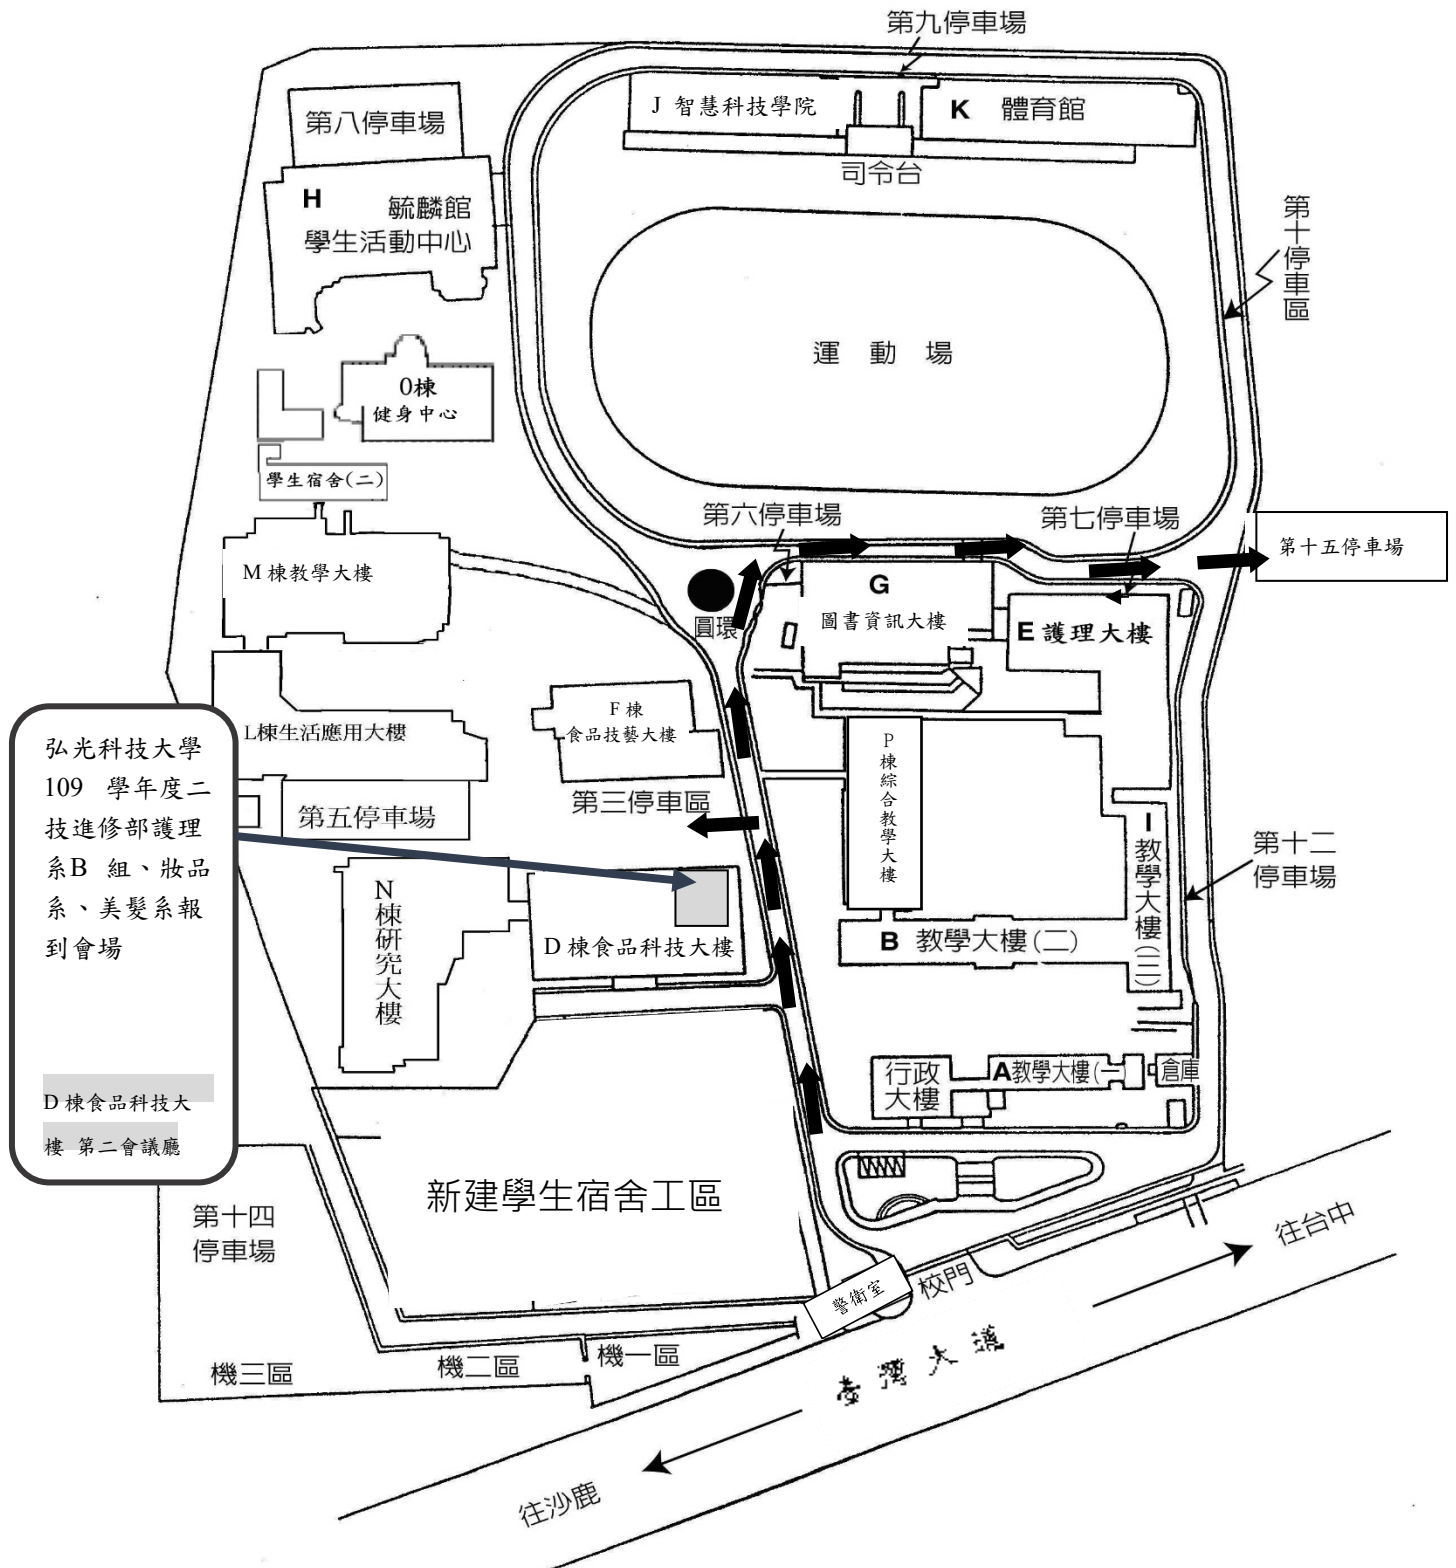 第九停車場
J 智慧科技學院
K 體育館
第八停車場
司令台
H 毓麟館
學生活動中心
第十停車區
運 動 場
O棟
健身中心
學生宿舍(二)
第六停車場
第七停車場
第十五停車場
M 棟教學大樓
G
圖書資訊大樓
圓環
E 護理大樓
F 棟
食品技藝大樓
L棟生活應用大樓
P棟綜合教學大樓
弘光科技大學
109 學年度二
技進修部護理
系B 組、妝品
系、美髮系報
到會場
D 棟食品科技大
樓 第二會議廳
第三停車區
第五停車場
I 教學大樓(三)
第十二
停車場
N棟研究大樓
D 棟食品科技大樓
B 教學大樓(二)
行政
大樓
A教學大樓(一)
倉庫
新建學生宿舍工區
第十四
停車場
往台中
校門
警衛室
臺灣大道
機三區
機二區
機一區
往沙鹿